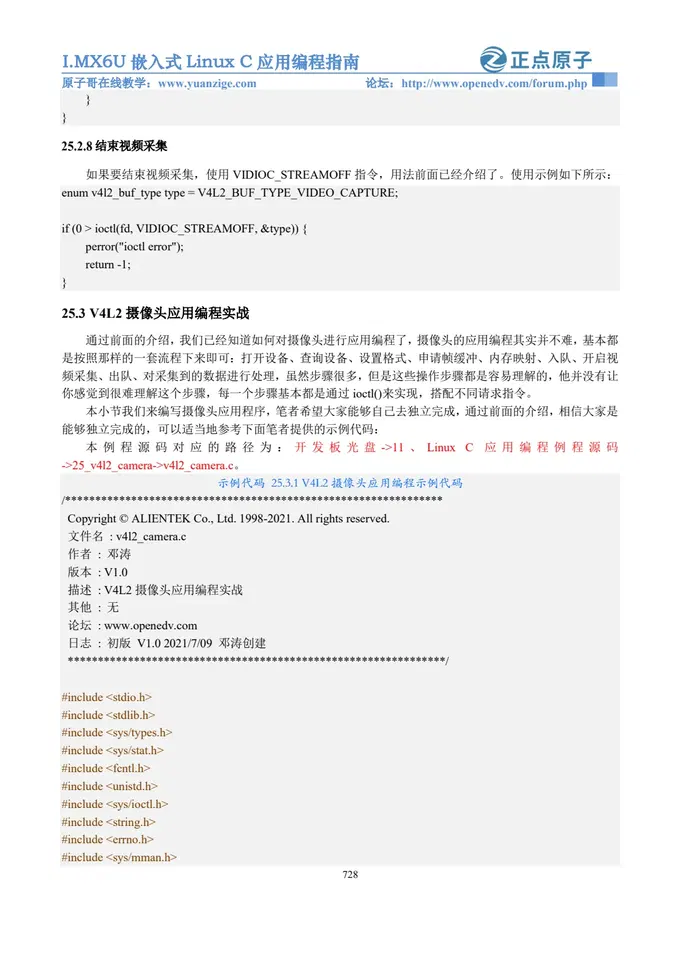 I.MX6U 嵌入式 Linux C 应用编程指南
正点原子
原子哥在线教学：www.yuanzige.com 论坛：http://www.openedv.com/forum.php
}
}
25.2.8 结束视频采集
如果要结束视频采集，使用 VIDIOC_STREAMOFF 指令，用法前面已经介绍了。使用示例如下所示：
enum v4l2_buf_type type = V4L2_BUF_TYPE_VIDEO_CAPTURE;
if (0 > ioctl(fd, VIDIOC_STREAMOFF, &type)) {
perror("ioctl error");
return -1;
}
25.3 V4L2 摄像头应用编程实战
通过前面的介绍，我们已经知道如何对摄像头进行应用编程了，摄像头的应用编程其实并不难，基本都
是按照那样的一套流程下来即可：打开设备、查询设备、设置格式、申请帧缓冲、内存映射、入队、开启视
频采集、出队、对采集到的数据进行处理，虽然步骤很多，但是这些操作步骤都是容易理解的，他并没有让
你感觉到很难理解这个步骤，每一个步骤基本都是通过 ioctl()来实现，搭配不同请求指令。
本小节我们来编写摄像头应用程序，笔者希望大家能够自己去独立完成，通过前面的介绍，相信大家是
能够独立完成的，可以适当地参考下面笔者提供的示例代码：
本例程源码对应的路径为：开发板光盘->11、Linux C 应用编程例程源码
->25_v4l2_camera->v4l2_camera.c。
示例代码 25.3.1 V4L2 摄像头应用编程示例代码
/***************************************************************
Copyright © ALIENTEK Co., Ltd. 1998-2021. All rights reserved.
文件名 : v4l2_camera.c
作者 : 邓涛
版本 : V1.0
描述 : V4L2 摄像头应用编程实战
其他 : 无
论坛 : www.openedv.com
日志 : 初版 V1.0 2021/7/09 邓涛创建
***************************************************************/
#include <stdio.h>
#include <stdlib.h>
#include <sys/types.h>
#include <sys/stat.h>
#include <fcntl.h>
#include <unistd.h>
#include <sys/ioctl.h>
#include <string.h>
#include <errno.h>
#include <sys/mman.h>
728